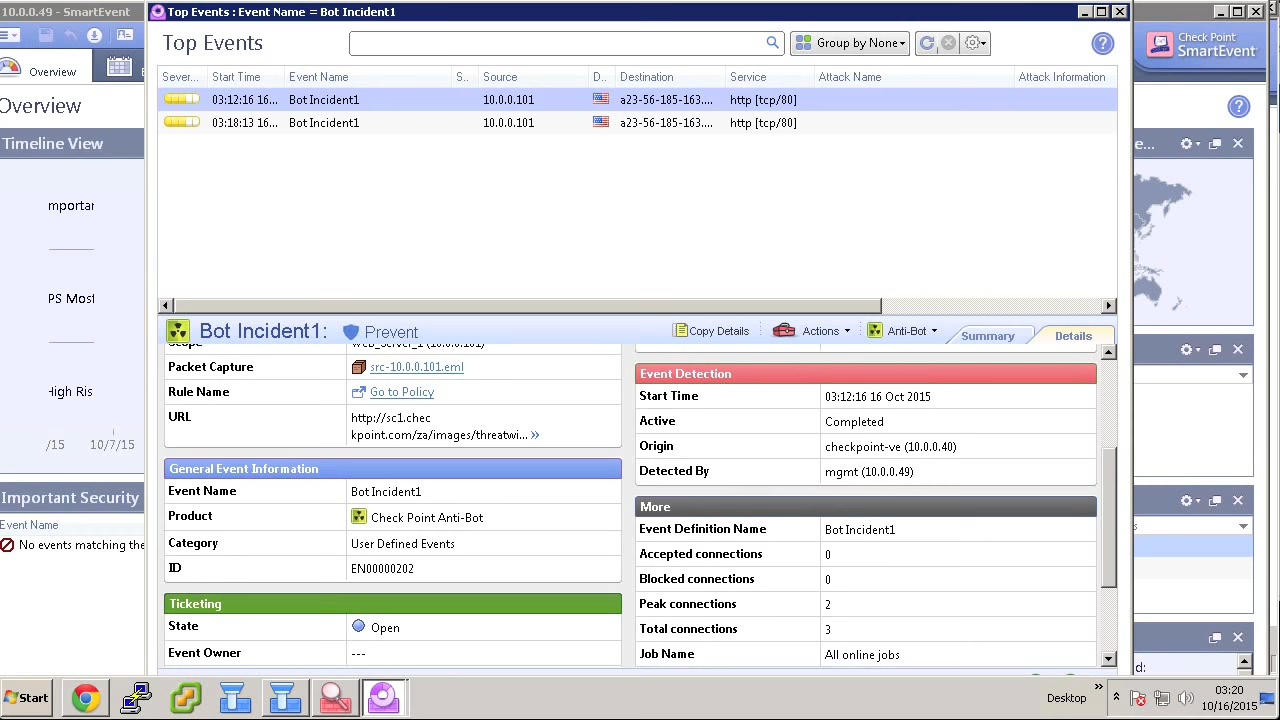 10.0.0.49 - SmartEvent
Top Events : Event Name = Bot Incident1
Top Events
Group by None
Check Point
SmartEvent
Overview
Overview
Timeline View
mportar
PS Most
High Ris
/15 10/7/15
Important Security
Event Name
No events matching the
Sever... Start Time Event Name S.. Source D.. Destination Service Attack Name Attack Information
03:12:16 16... Bot Incident1 10.0.0.101 a23-56-185-163.... http [tcp/80]
03:18:13 16... Bot Incident1 10.0.0.101 a23-56-185-163.... http [tcp/80]
e...
Bot Incident1: Prevent
Copy Details Actions Anti-Bot Summary Details
Scope Web_Server_1 (10.0.0.101)
Packet Capture src-10.0.0.101.eml
Rule Name Go to Policy
URL http://sc1.chec
kpoint.com/za/images/threatwi... »
General Event Information
Event Name Bot Incident1
Product Check Point Anti-Bot
Category User Defined Events
ID EN00000202
Ticketing
State Open
Event Owner ---
Event Detection
Start Time 03:12:16 16 Oct 2015
Active Completed
Origin checkpoint-ve (10.0.0.40)
Detected By mgmt (10.0.0.49)
More
Event Definition Name Bot Incident1
Accepted connections 0
Blocked connections 0
Peak connections 2
Total connections 3
Job Name All online jobs
s
d:
Start
Desktop »
03:20
10/16/2015